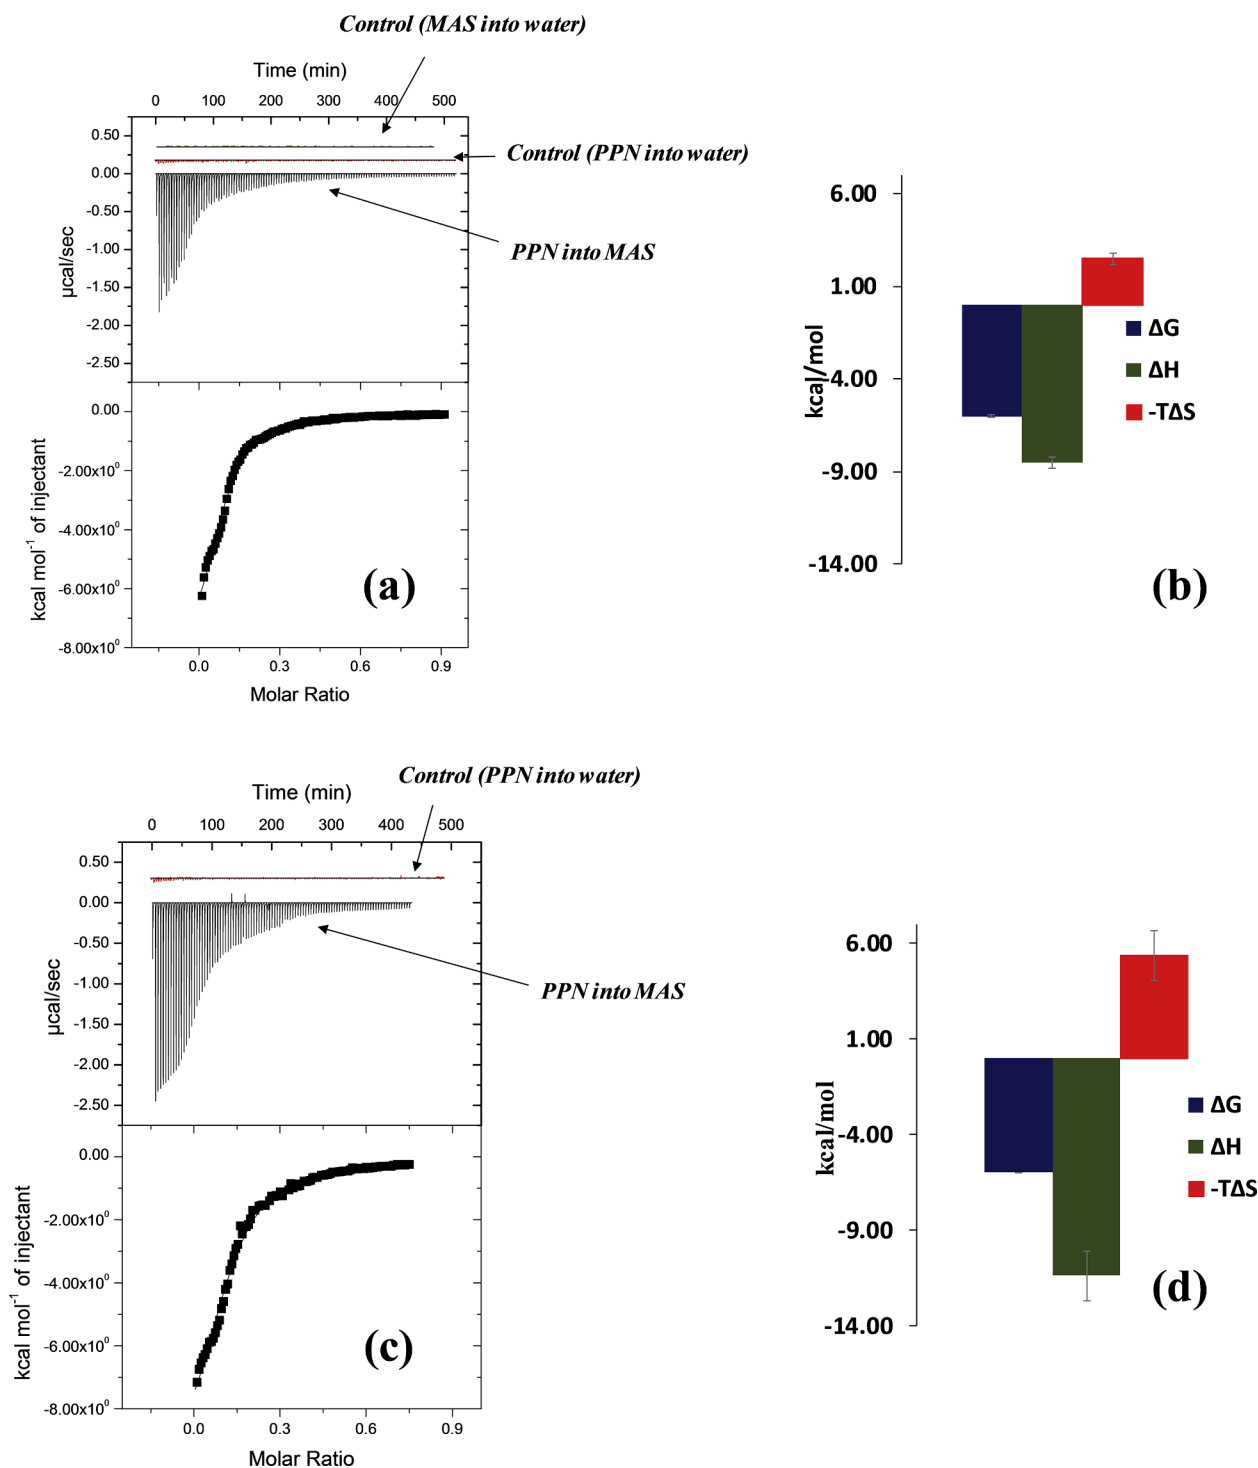 Control (MAS into water)
Time (min)
0 100 200 300 400 500
0.50
0.00
-0.50
-1.00
-1.50
-2.00
-2.50
µcal/sec
Control (PPN into water)
PPN into MAS
0.00
-2.00x10⁰
-4.00x10⁰
-6.00x10⁰
-8.00x10⁰
kcal mol⁻¹ of injectant
(a)
0.0 0.3 0.6 0.9
Molar Ratio
6.00
1.00
-4.00
-9.00
-14.00
kcal/mol
ΔG
ΔH
-TΔS
(b)
Control (PPN into water)
Time (min)
0 100 200 300 400 500
0.50
0.00
-0.50
-1.00
-1.50
-2.00
-2.50
µcal/sec
PPN into MAS
0.00
-2.00x10⁰
-4.00x10⁰
-6.00x10⁰
-8.00x10⁰
kcal mol⁻¹ of injectant
(c)
0.0 0.3 0.6 0.9
Molar Ratio
6.00
1.00
-4.00
-9.00
-14.00
kcal/mol
ΔG
ΔH
-TΔS
(d)